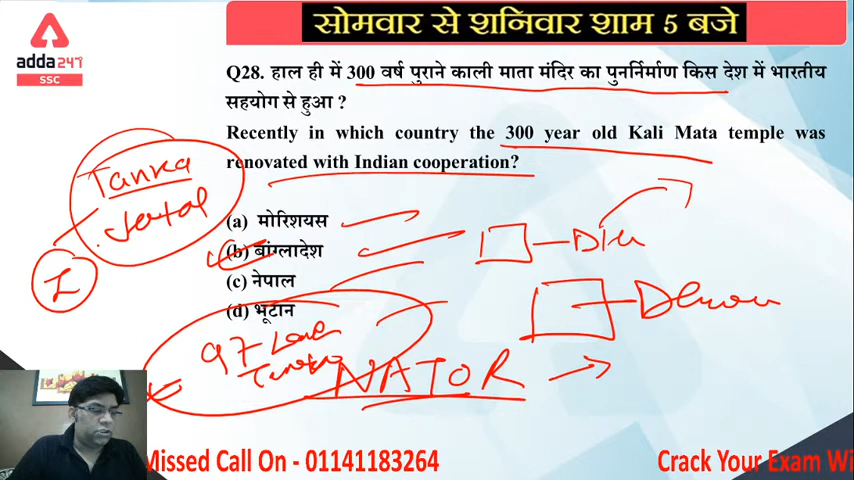 सोमवार से शनिवार शाम 5 बजे
adda247
SSC
Q28. हाल ही में 300 वर्ष पुराने काली माता मंदिर का पुनर्निर्माण किस देश में भारतीय
सहयोग से हुआ ?
Recently in which country the 300 year old Kali Mata temple was
renovated with Indian cooperation?
Tanka
(a) मोरिशयस
(b) बांग्लादेश
(c) नेपाल
(d) भूटान
97
NATOR
Missed Call On - 01141183264
Crack Your Exam Wi